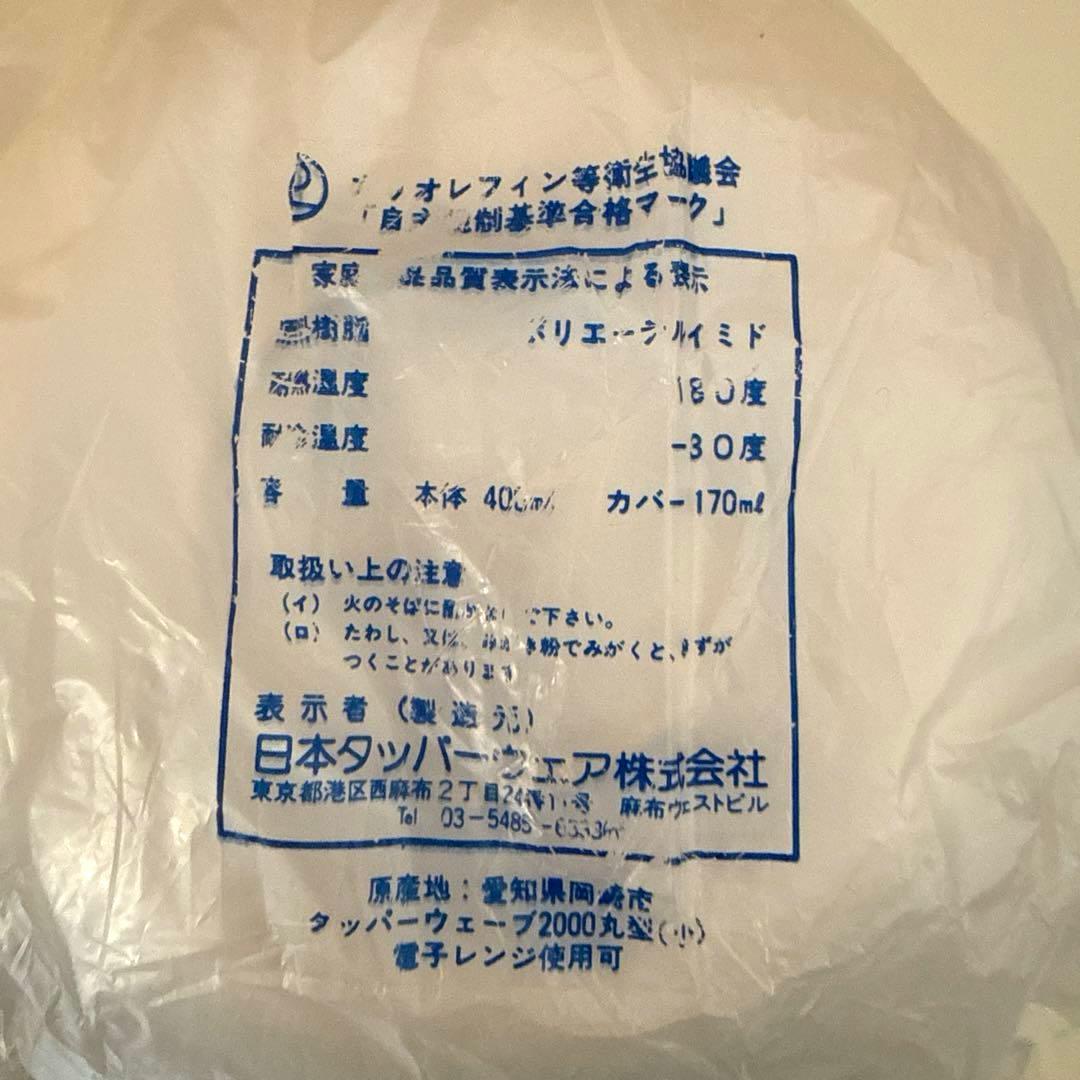 ポリオレフィン等衛生協議会
「自主規制基準合格マーク」
家庭用品品質表示法による表示
原料樹脂 ポリエーテルイミド
耐熱温度 180度
耐冷温度 -30度
容量 本体 400ml カバー170ml
取扱い上の注意
(イ) 火のそばに 下さい。
(ロ) たわし、又は、みがき粉でみがくと、きずが
つくことがあります
表示者(製造元)
日本タッパーウェア株式会社
東京都港区西麻布2丁目 麻布ウエストビル
Tel
原産地:愛知県岡崎市
タッパーウェーブ2000丸型(小)
電子レンジ使用可